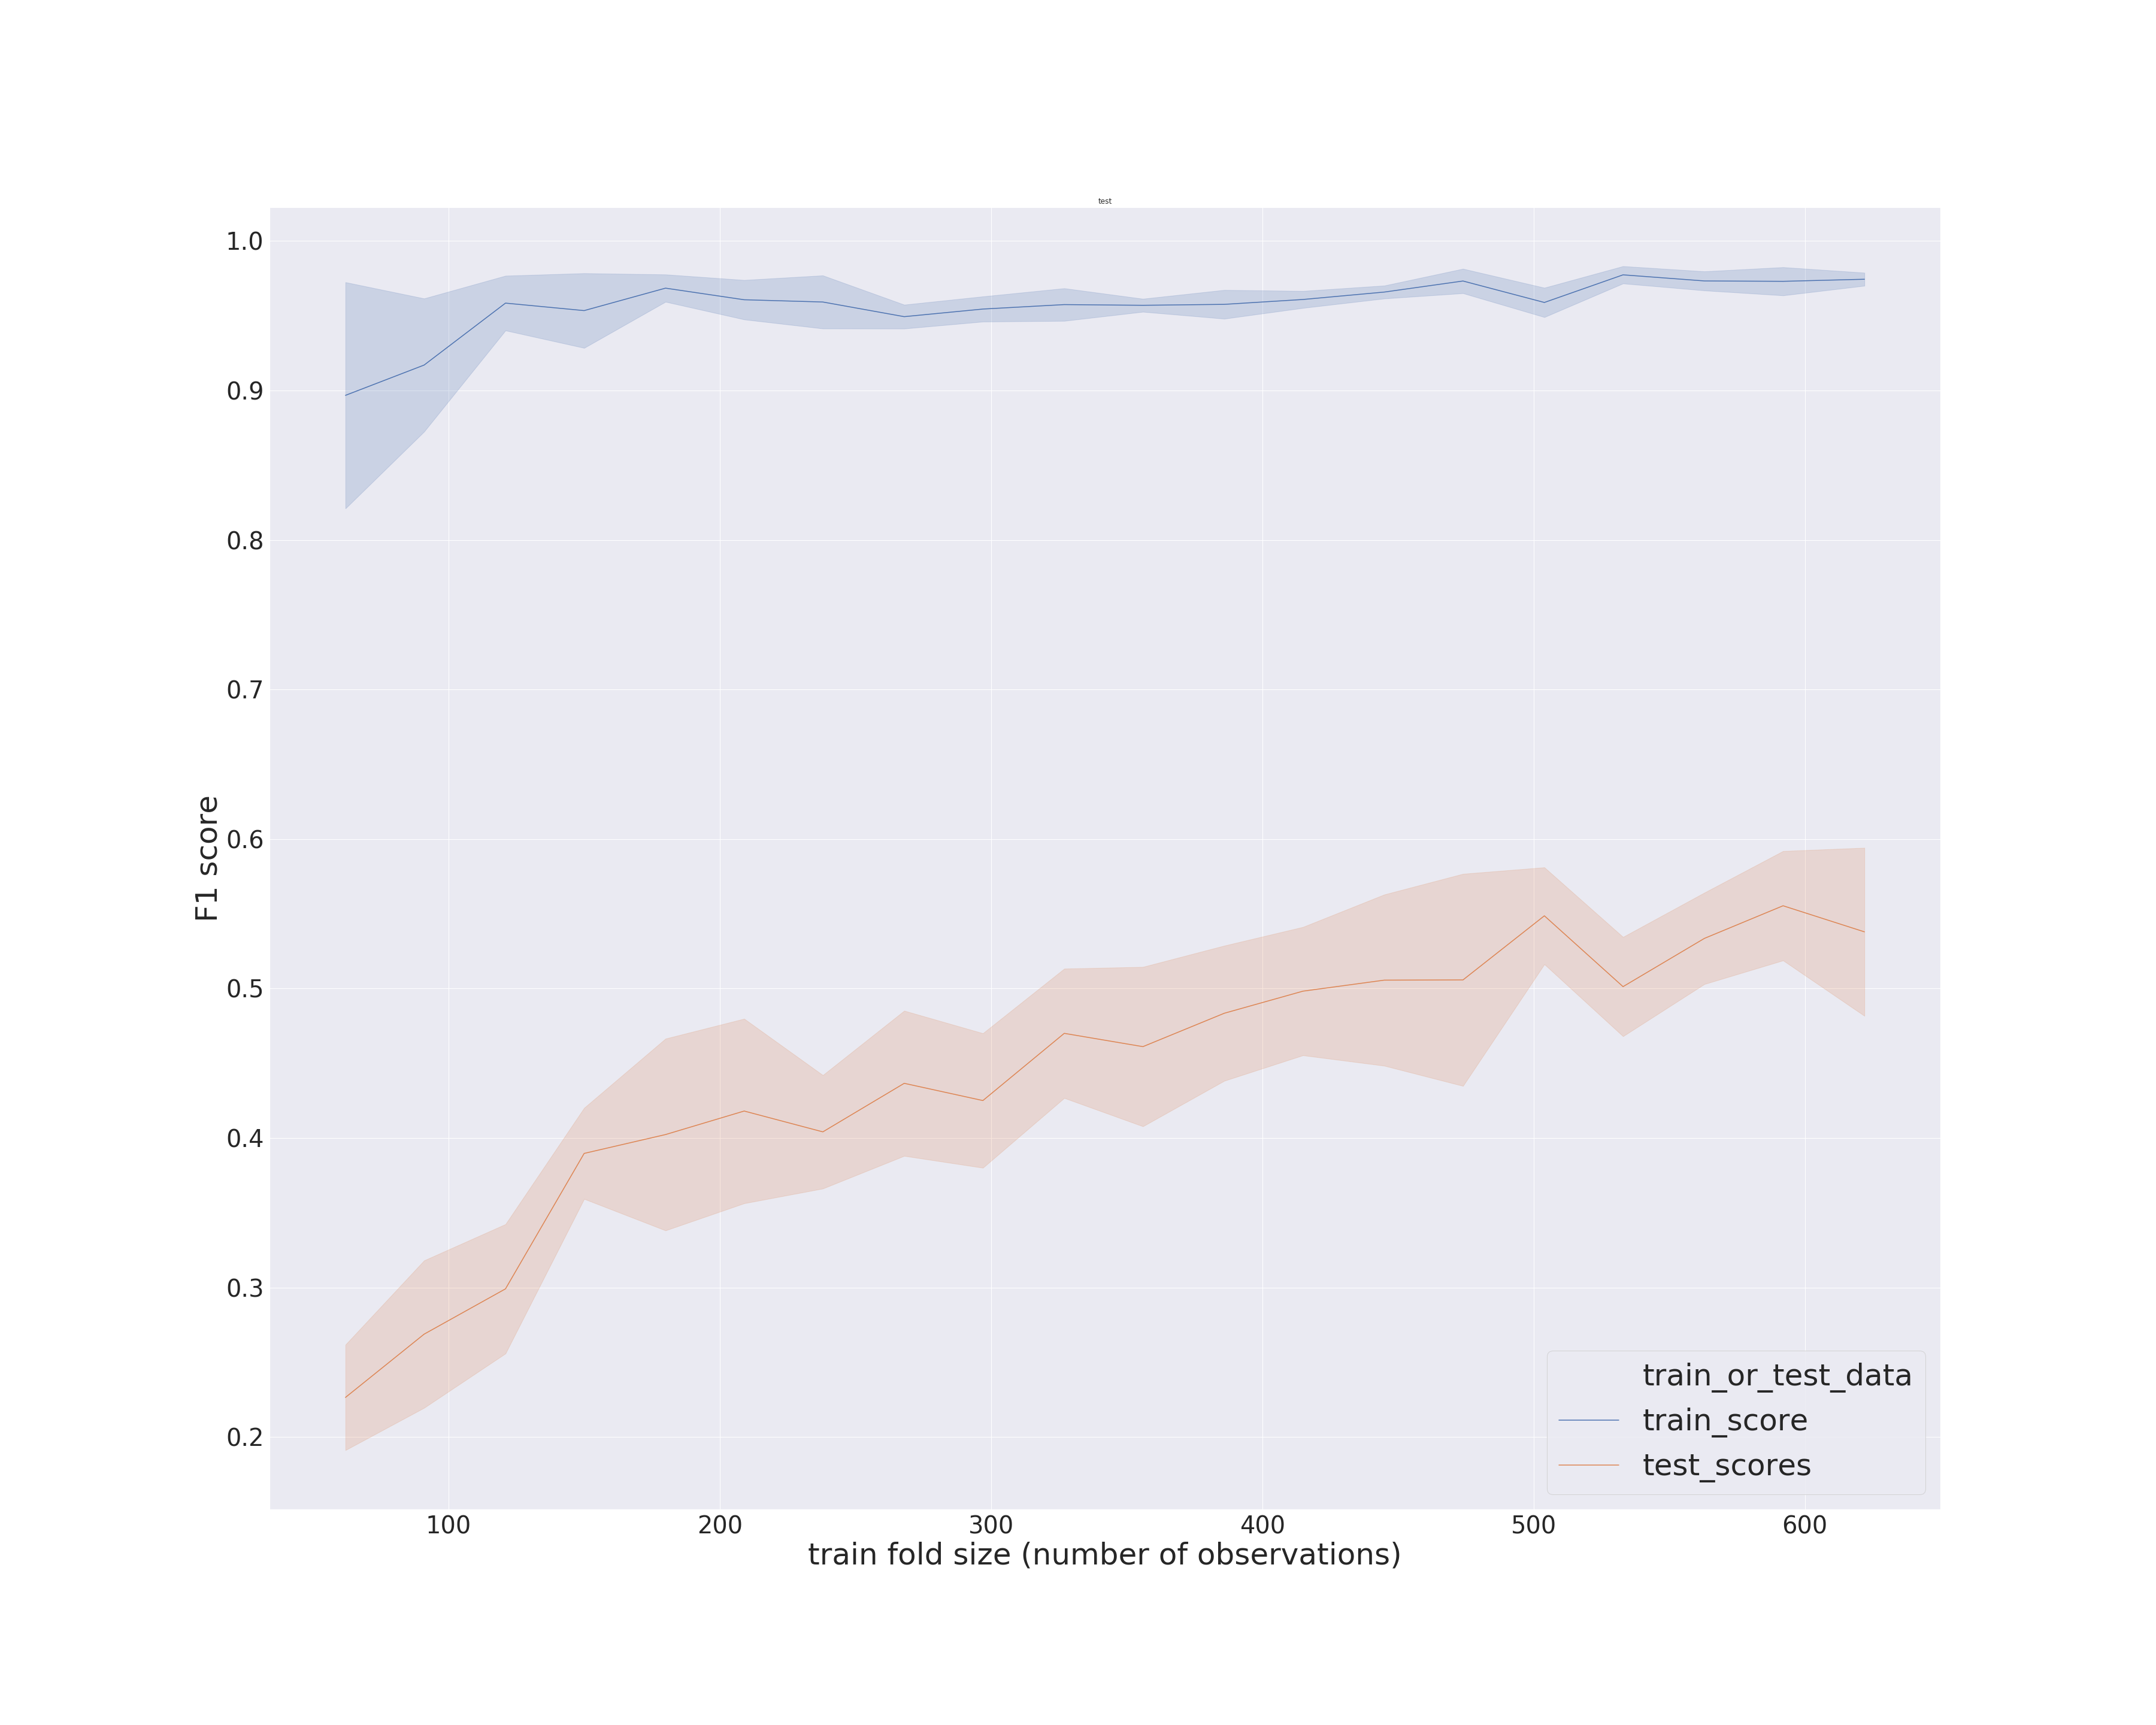 test
1.0
0.9
0.8
0.7
0.6
0.5
0.4
0.3
0.2
F1 score
train_or_test_data
train_score
test_scores
100 200 300 400 500 600
train fold size (number of observations)